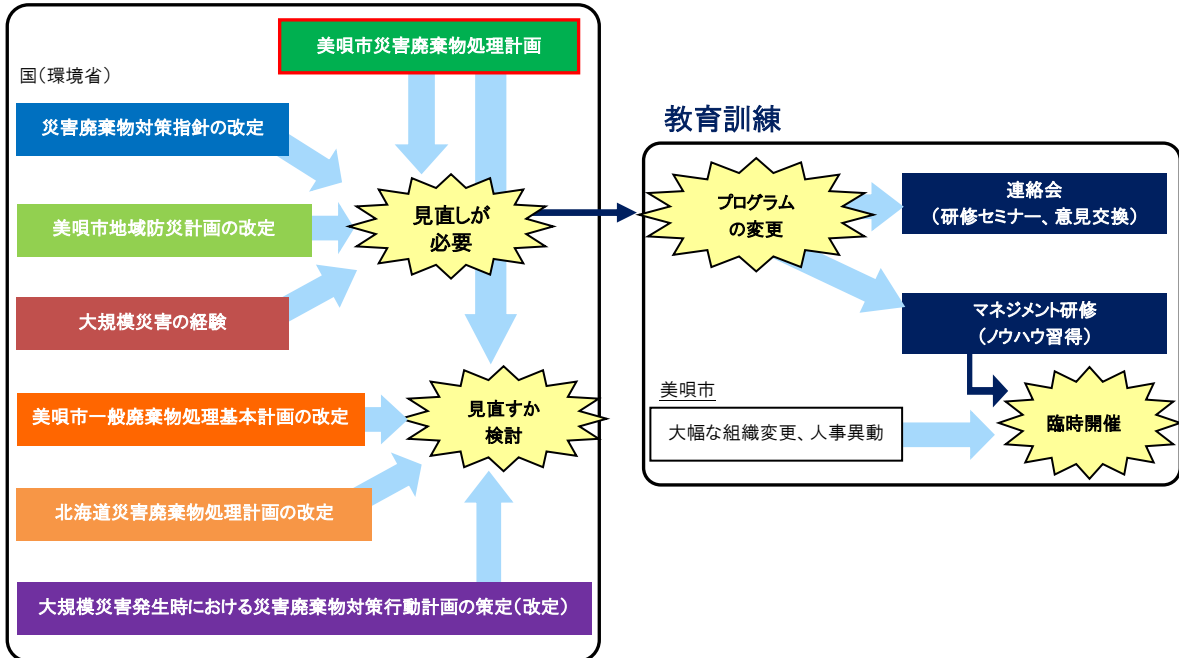 美唄市災害廃棄物処理計画
国(環境省)
災害廃棄物対策指針の改定
美唄市地域防災計画の改定
大規模災害の経験
見直しが
必要
美唄市一般廃棄物処理基本計画の改定
北海道災害廃棄物処理計画の改定
見直すか
検討
大規模災害発生時における災害廃棄物対策行動計画の策定(改定)
教育訓練
プログラム
の変更
連絡会
(研修セミナー、意見交換)
マネジメント研修
(ノウハウ習得)
美唄市
大幅な組織変更、人事異動
臨時開催